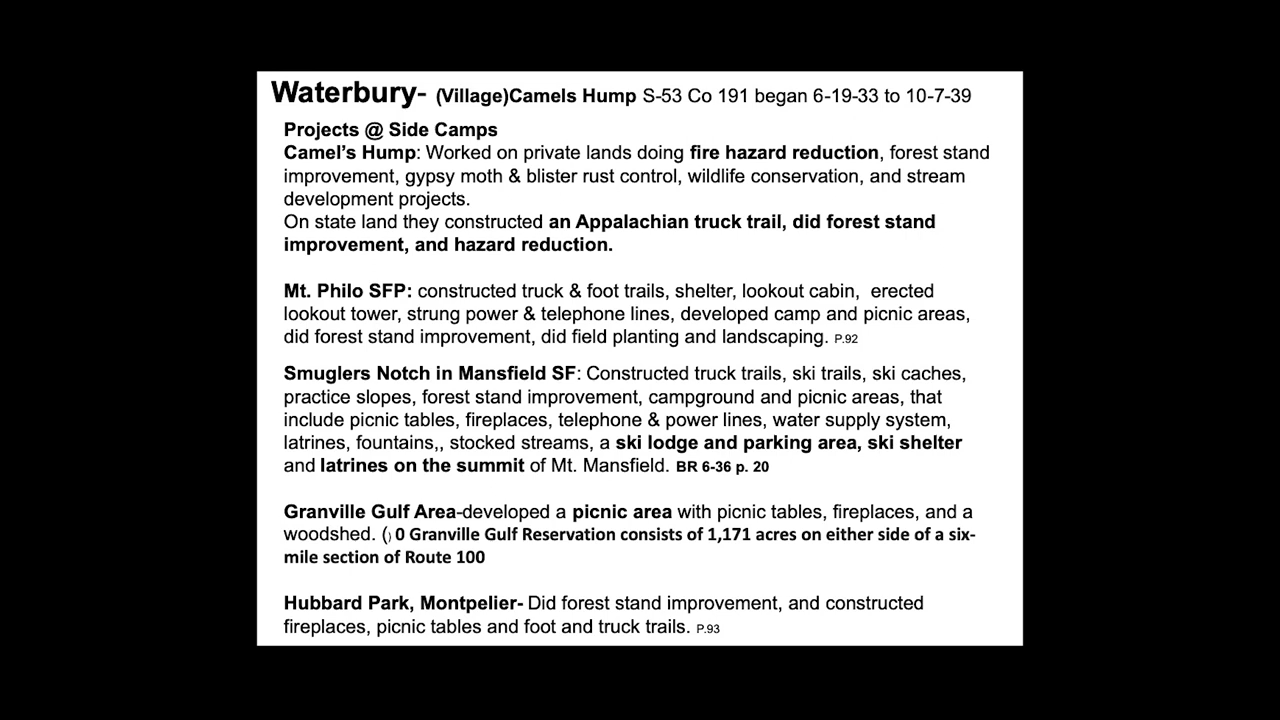 Waterbury- (Village)Camels Hump S-53 Co 191 began 6-19-33 to 10-7-39
Projects @ Side Camps
Camel's Hump: Worked on private lands doing fire hazard reduction, forest stand
improvement, gypsy moth & blister rust control, wildlife conservation, and stream
development projects.
On state land they constructed an Appalachian truck trail, did forest stand
improvement, and hazard reduction.
Mt. Philo SFP: constructed truck & foot trails, shelter, lookout cabin, erected
lookout tower, strung power & telephone lines, developed camp and picnic areas,
did forest stand improvement, did field planting and landscaping. P.92
Smuglers Notch in Mansfield SF: Constructed truck trails, ski trails, ski caches,
practice slopes, forest stand improvement, campground and picnic areas, that
include picnic tables, fireplaces, telephone & power lines, water supply system,
latrines, fountains,, stocked streams, a ski lodge and parking area, ski shelter
and latrines on the summit of Mt. Mansfield. BR 6-36 p. 20
Granville Gulf Area-developed a picnic area with picnic tables, fireplaces, and a
woodshed. () 0 Granville Gulf Reservation consists of 1,171 acres on either side of a six-
mile section of Route 100
Hubbard Park, Montpelier- Did forest stand improvement, and constructed
fireplaces, picnic tables and foot and truck trails. P.93